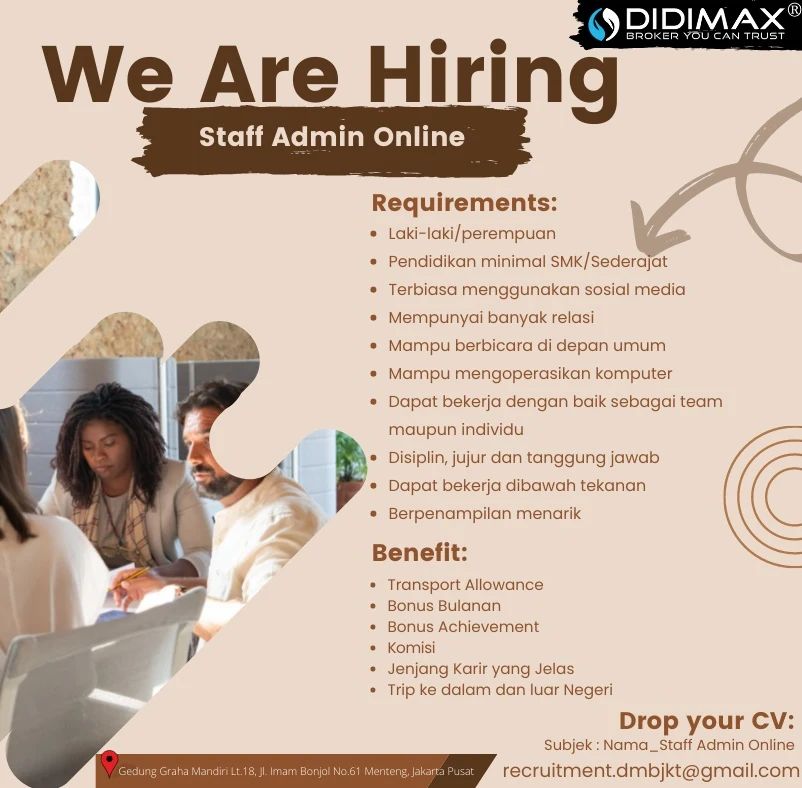 DIDIMAX®
BROKER YOU CAN TRUST
We Are Hiring
Staff Admin Online
Requirements:
• Laki-laki/perempuan
• Pendidikan minimal SMK/Sederajat
• Terbiasa menggunakan sosial media
• Mempunyai banyak relasi
• Mampu berbicara di depan umum
• Mampu mengoperasikan komputer
• Dapat bekerja dengan baik sebagai team
maupun individu
• Disiplin, jujur dan tanggung jawab
• Dapat bekerja dibawah tekanan
• Berpenampilan menarik
Benefit:
• Transport Allowance
• Bonus Bulanan
• Bonus Achievement
• Komisi
• Jenjang Karir yang Jelas
• Trip ke dalam dan luar Negeri
Drop your CV:
Subjek : Nama_Staff Admin Online
recruitment.dmbjkt@gmail.com
Gedung Graha Mandiri Lt.18, Jl. Imam Bonjol No.61 Menteng, Jakarta Pusat